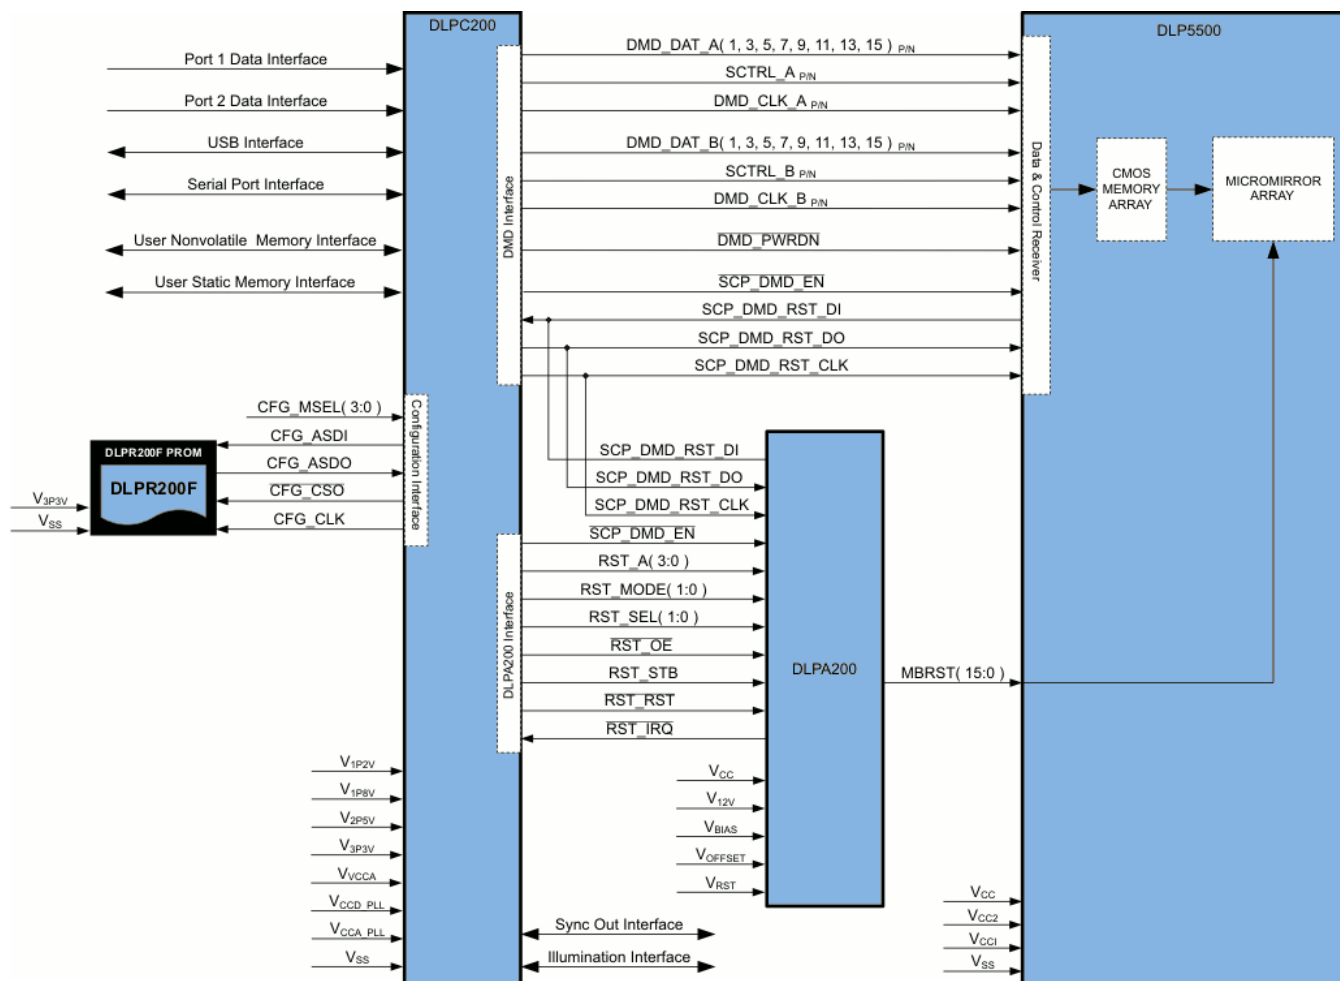 DLPC200
DLP5500
Port 1 Data Interface
Port 2 Data Interface
USB Interface
Serial Port Interface
User Nonvolatile Memory Interface
User Static Memory Interface
DMD Interface
DMD_DAT_A( 1, 3, 5, 7, 9, 11, 13, 15 ) P/N
SCTRL_A P/N
DMD_CLK_A P/N
DMD_DAT_B( 1, 3, 5, 7, 9, 11, 13, 15 ) P/N
SCTRL_B P/N
DMD_CLK_B P/N
DMD_PWRDN
SCP_DMD_EN
SCP_DMD_RST_DI
SCP_DMD_RST_DO
SCP_DMD_RST_CLK
Data & Control Receiver
CMOS
MEMORY
ARRAY
MICROMIRROR
ARRAY
CFG_MSEL( 3:0 )
CFG_ASDI
CFG_ASDO
CFG_CSO
CFG_CLK
Configuration Interface
DLPR200F PROM
DLPR200F
V3P3V
VSS
SCP_DMD_RST_DI
SCP_DMD_RST_DO
SCP_DMD_RST_CLK
SCP_DMD_EN
RST_A( 3:0 )
RST_MODE( 1:0 )
RST_SEL( 1:0 )
RST_OE
RST_STB
RST_RST
RST_IRQ
DLPA200 Interface
DLPA200
MBRST( 15:0 )
V1P2V
V1P8V
V2P5V
V3P3V
VVCCA
VCCD_PLL
VCCA_PLL
VSS
VCC
V12V
VBIAS
VOFFSET
VRST
Sync Out Interface
Illumination Interface
VCC
VCC2
VCCI
VSS